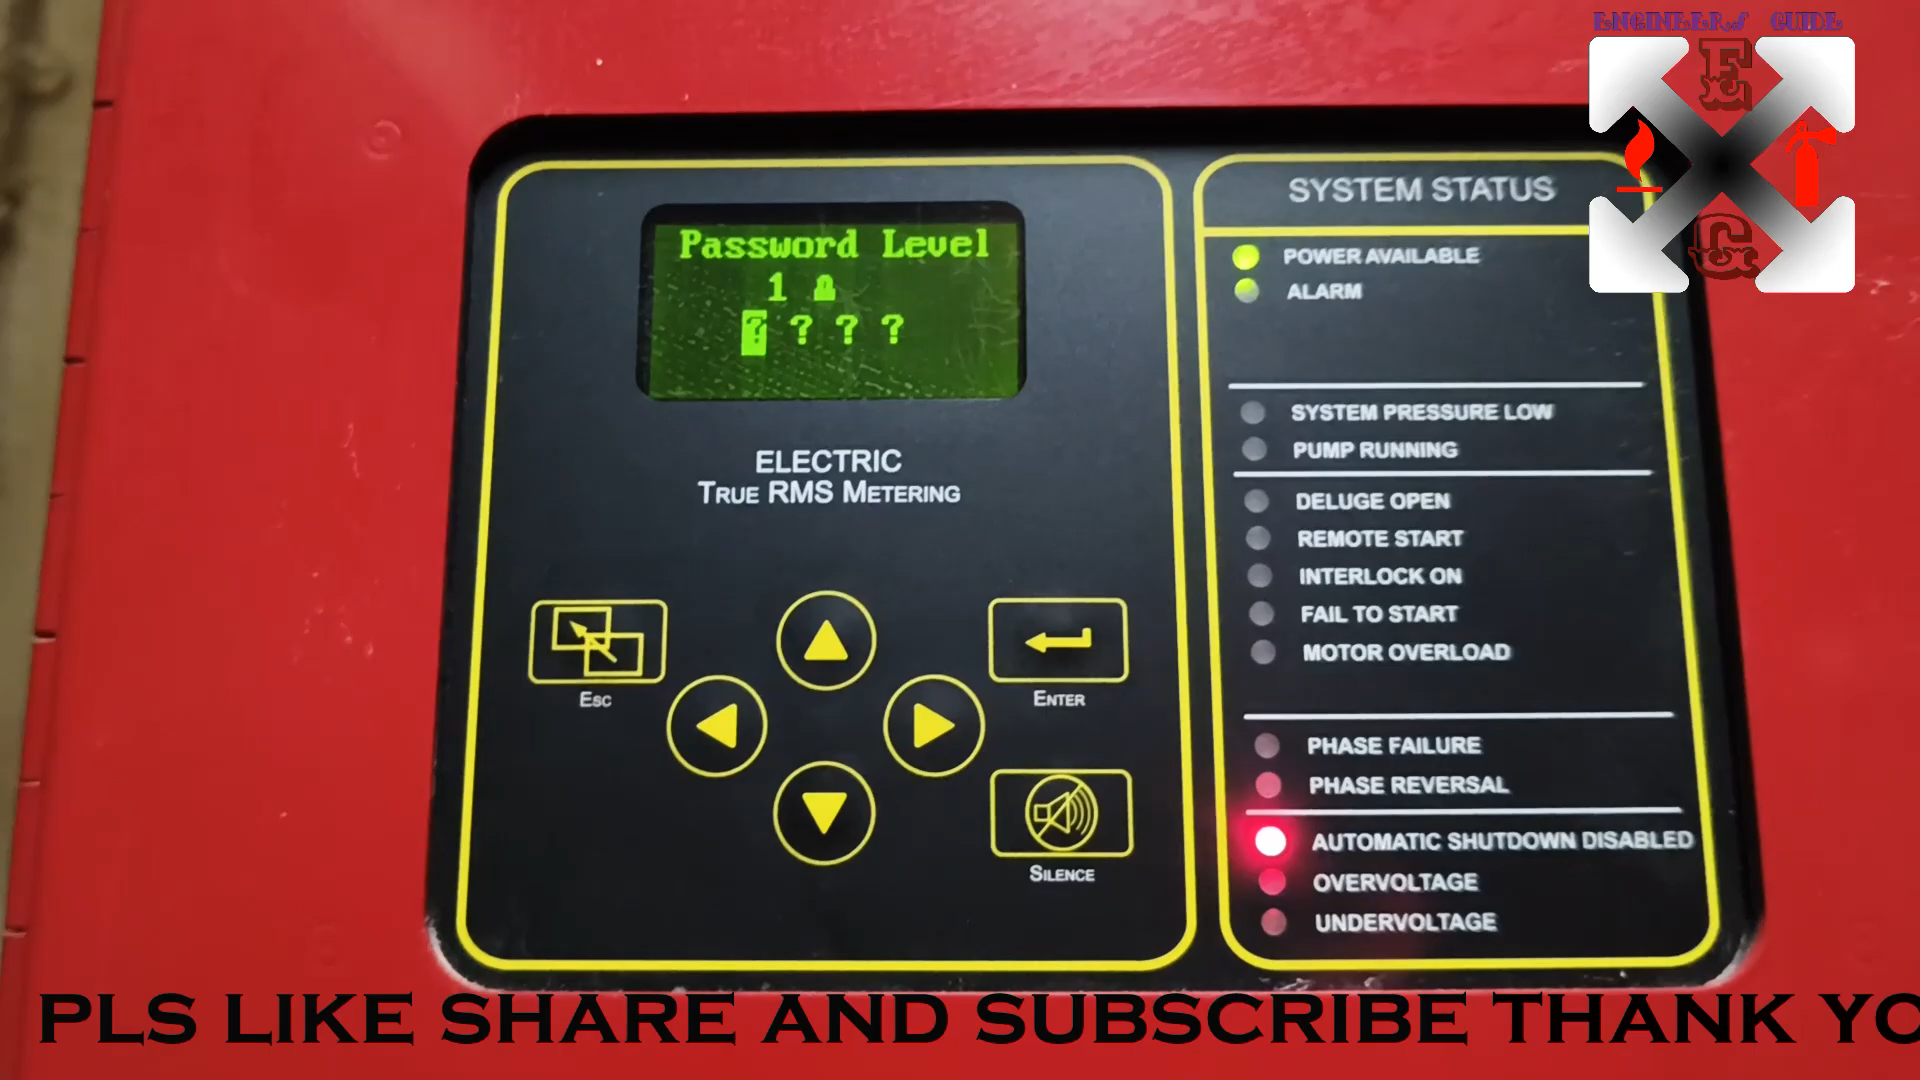 ENGINEERS GUIDE
E
G
Password Level
1
? ? ? ?
ELECTRIC
TRUE RMS METERING
ESC
ENTER
SILENCE
SYSTEM STATUS
POWER AVAILABLE
ALARM
SYSTEM PRESSURE LOW
PUMP RUNNING
DELUGE OPEN
REMOTE START
INTERLOCK ON
FAIL TO START
MOTOR OVERLOAD
PHASE FAILURE
PHASE REVERSAL
AUTOMATIC SHUTDOWN DISABLED
OVERVOLTAGE
UNDERVOLTAGE
PLS LIKE SHARE AND SUBSCRIBE THANK YO